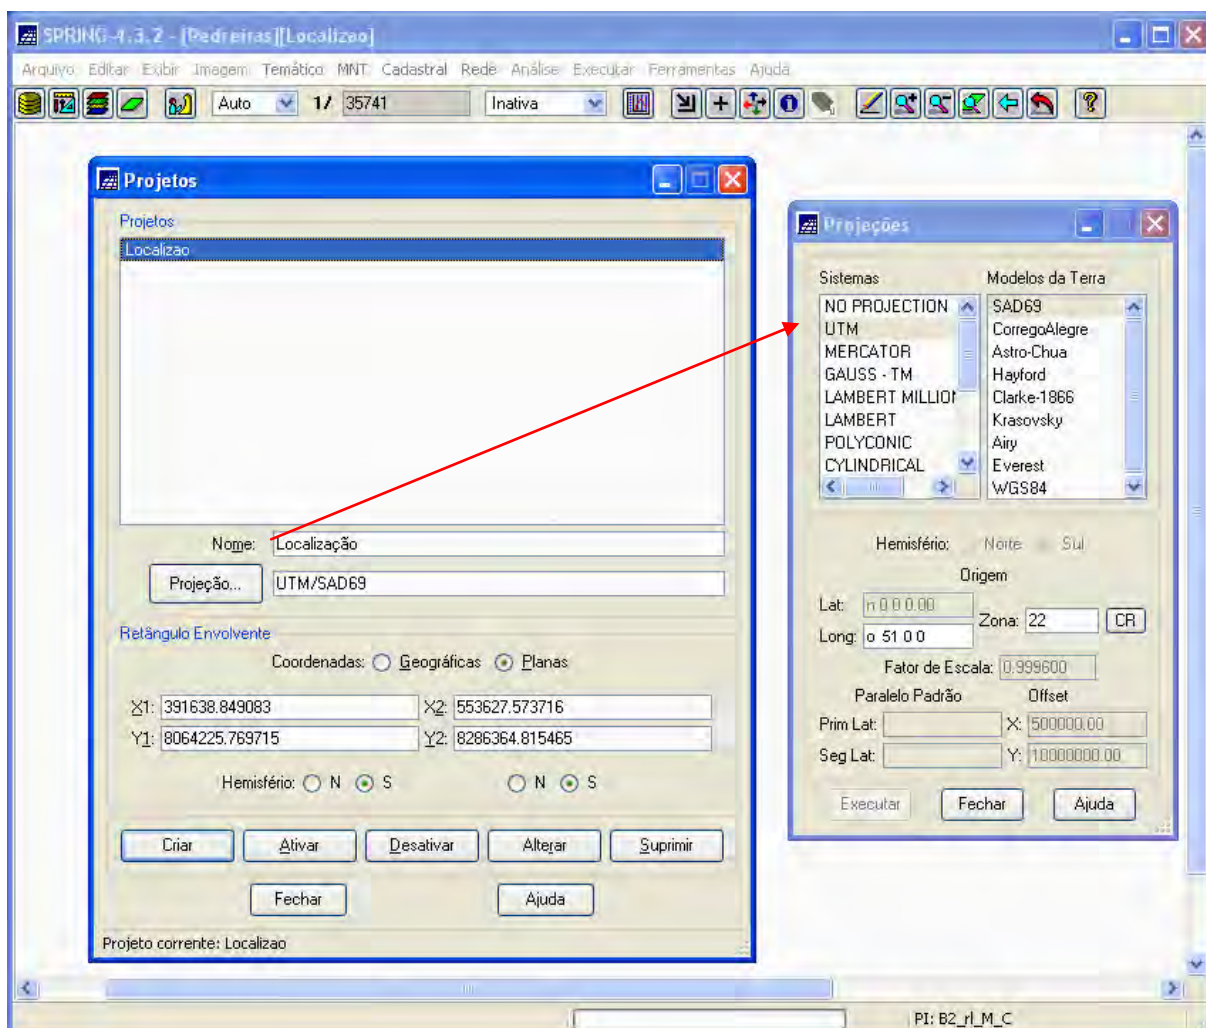 SPRING-4.3.2 - [Pedreiras][Localizao]
Arquivo Editar Exibir Imagem Temático MNT Cadastral Rede Análise Executar Ferramentas Ajuda
Auto 1/ 35741 Inativa
Projetos
Projetos
Localizao
Nome: Localização
Projeção... UTM/SAD69
Retângulo Envolvente
Coordenadas: Geográficas Planas
X1: 391638.849083 X2: 553627.573716
Y1: 8064225.769715 Y2: 8286364.815465
Hemisfério: N S N S
Criar Ativar Desativar Alterar Suprimir
Fechar Ajuda
Projeto corrente: Localizao
Projeções
Sistemas Modelos da Terra
NO PROJECTION SAD69
UTM CorregoAlegre
MERCATOR Astro-Chua
GAUSS - TM Hayford
LAMBERT MILLION Clarke-1866
LAMBERT Krasovsky
POLYCONIC Airy
CYLINDRICAL Everest
WGS84
Hemisfério: Norte Sul
Origem
Lat: n 0 0 0.00
Zona: 22 CR
Long: o 51 0 0
Fator de Escala: 0.999600
Paralelo Padrão Offset
Prim Lat: X: 500000.00
Seg Lat: Y: 10000000.00
Executar Fechar Ajuda
PI: B2_rl_M_C